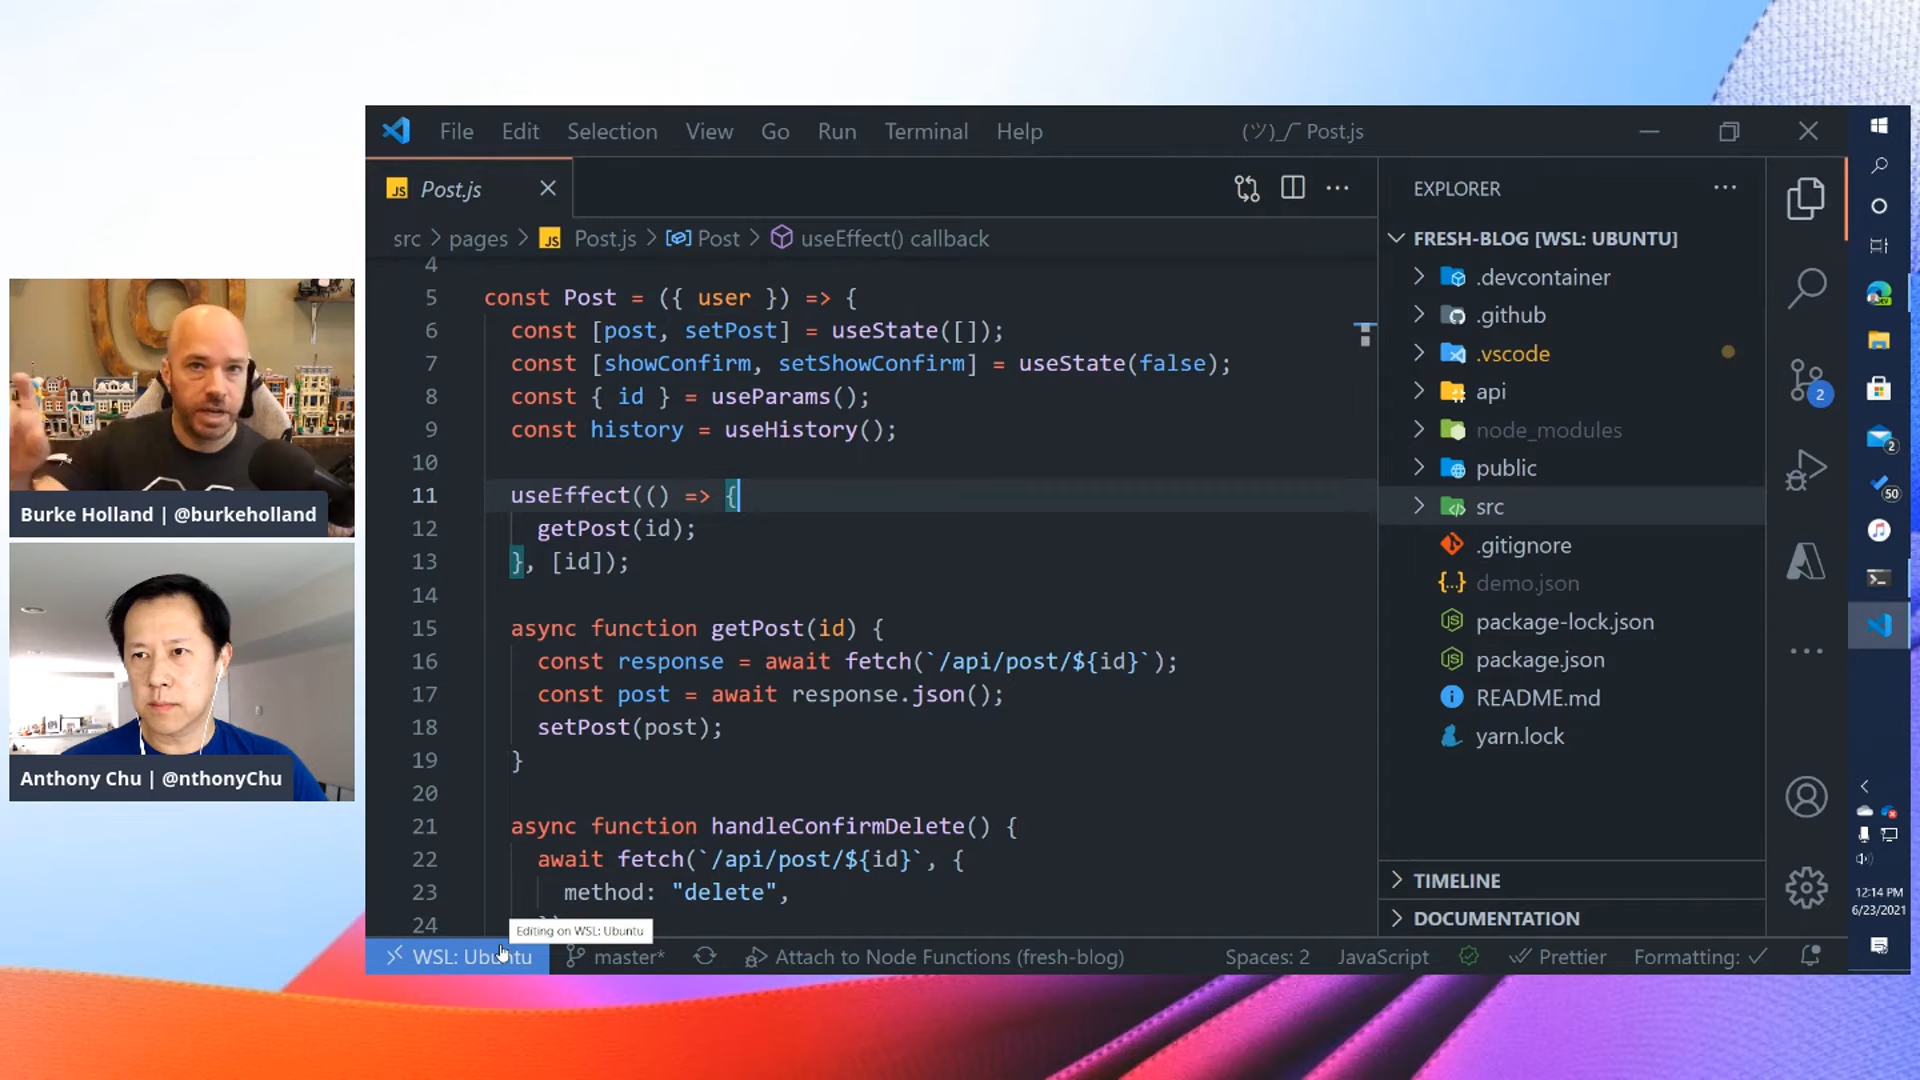 File Edit Selection View Go Run Terminal Help
(ツ)_/ Post.js
JS Post.js
src > pages > JS Post.js > Post > useEffect() callback
4
5 const Post = ({ user }) => {
6 const [post, setPost] = useState([]);
7 const [showConfirm, setShowConfirm] = useState(false);
8 const { id } = useParams();
9 const history = useHistory();
10
11 useEffect(() => {
12 getPost(id);
13 }, [id]);
14
15 async function getPost(id) {
16 const response = await fetch(`/api/post/${id}`);
17 const post = await response.json();
18 setPost(post);
19 }
20
21 async function handleConfirmDelete() {
22 await fetch(`/api/post/${id}`, {
23 method: "delete",
24
Editing on WSL: Ubuntu
WSL: Ubuntu master* Attach to Node Functions (fresh-blog) Spaces: 2 JavaScript Prettier Formatting: ✓
EXPLORER
FRESH-BLOG [WSL: UBUNTU]
.devcontainer
.github
.vscode
api
node_modules
public
src
.gitignore
demo.json
package-lock.json
package.json
README.md
yarn.lock
TIMELINE
DOCUMENTATION
2
2
50
12:14 PM
6/23/2021
Burke Holland | @burkeholland
Anthony Chu | @nthonyChu